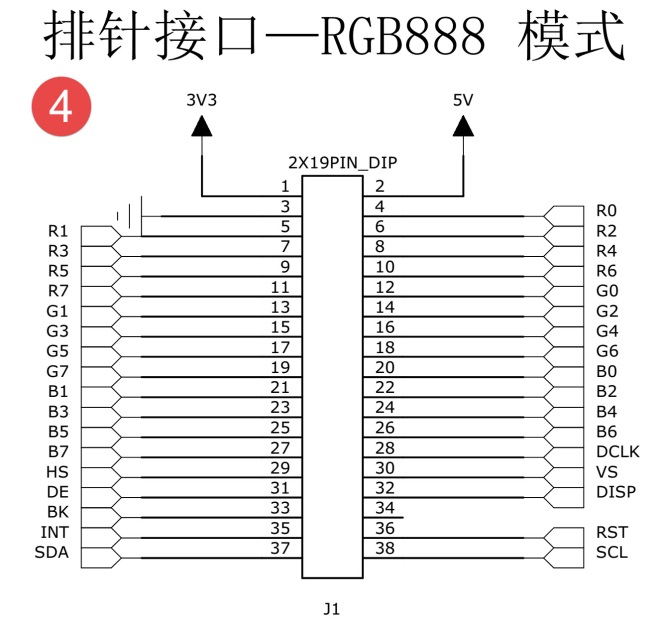 排针接口—RGB888 模式
4
3V3 5V
2X19PIN_DIP
1 2
3 4 R0
R1 5 6 R2
R3 7 8 R4
R5 9 10 R6
R7 11 12 G0
G1 13 14 G2
G3 15 16 G4
G5 17 18 G6
G7 19 20 B0
B1 21 22 B2
B3 23 24 B4
B5 25 26 B6
B7 27 28 DCLK
HS 29 30 VS
DE 31 32 DISP
BK 33 34
INT 35 36 RST
SDA 37 38 SCL
J1